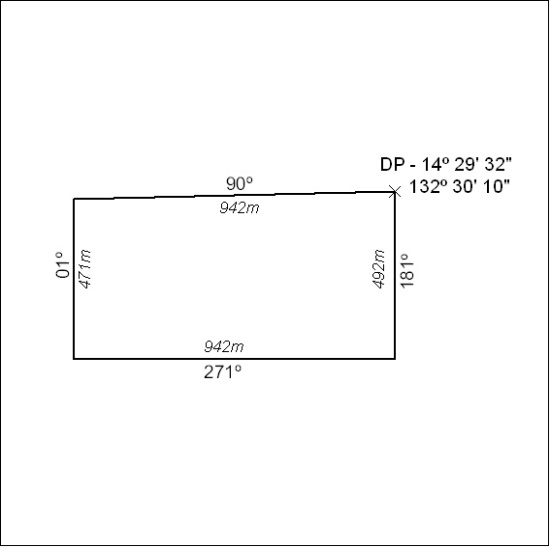 DP - 14º 29' 32"
132º 30' 10"
90º
942m
01º
471m
492m
181º
942m
271º